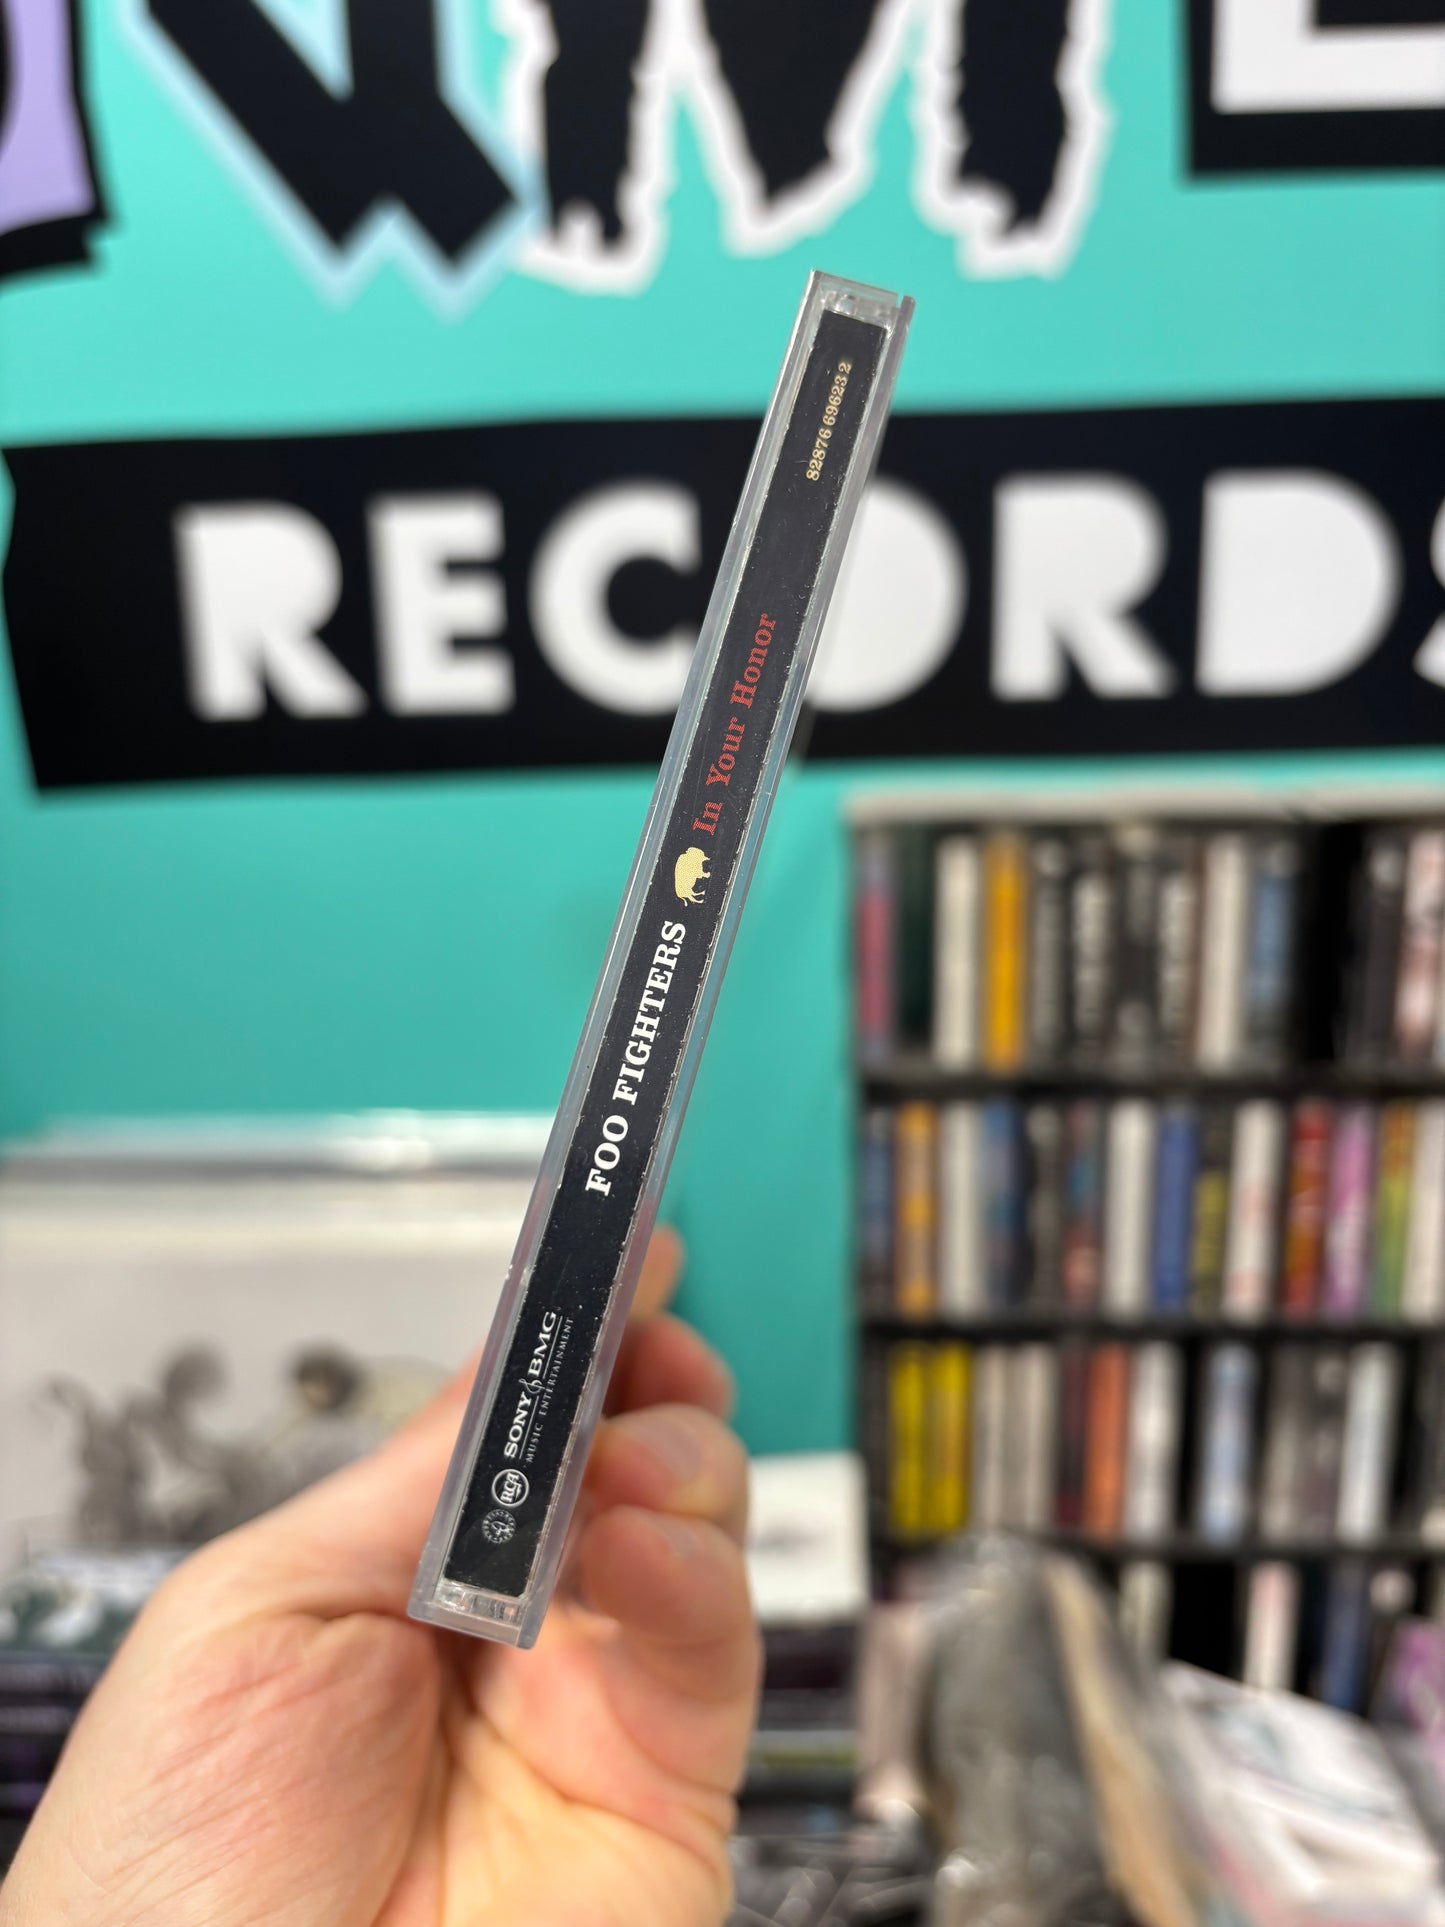 RECORDS
82876 69623 2
In Your Honor
FOO FIGHTERS
SONY BMG
MUSIC ENTERTAINMENT
RCA